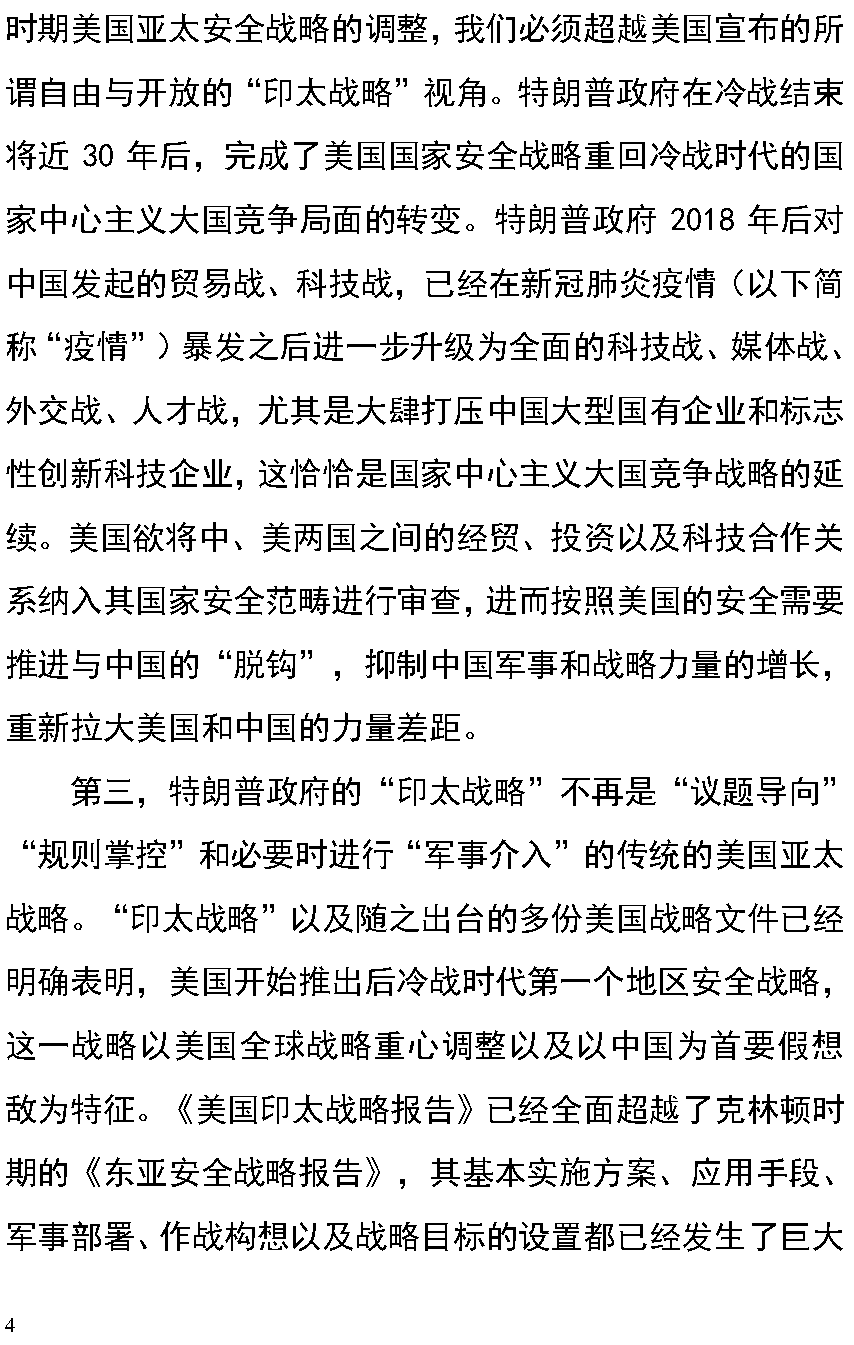 时期美国亚太安全战略的调整，我们必须超越美国宣布的所
谓自由与开放的“印太战略”视角。特朗普政府在冷战结束
将近 30 年后，完成了美国国家安全战略重回冷战时代的国
家中心主义大国竞争局面的转变。特朗普政府 2018 年后对
中国发起的贸易战、科技战，已经在新冠肺炎疫情（以下简
称“疫情”）暴发之后进一步升级为全面的科技战、媒体战、
外交战、人才战，尤其是大肆打压中国大型国有企业和标志
性创新科技企业，这恰恰是国家中心主义大国竞争战略的延
续。美国欲将中、美两国之间的经贸、投资以及科技合作关
系纳入其国家安全范畴进行审查，进而按照美国的安全需要
推进与中国的“脱钩”，抑制中国军事和战略力量的增长，
重新拉大美国和中国的力量差距。
第三，特朗普政府的“印太战略”不再是“议题导向”
“规则掌控”和必要时进行“军事介入”的传统的美国亚太
战略。“印太战略”以及随之出台的多份美国战略文件已经
明确表明，美国开始推出后冷战时代第一个地区安全战略，
这一战略以美国全球战略重心调整以及以中国为首要假想
敌为特征。《美国印太战略报告》已经全面超越了克林顿时
期的《东亚安全战略报告》，其基本实施方案、应用手段、
军事部署、作战构想以及战略目标的设置都已经发生了巨大
4